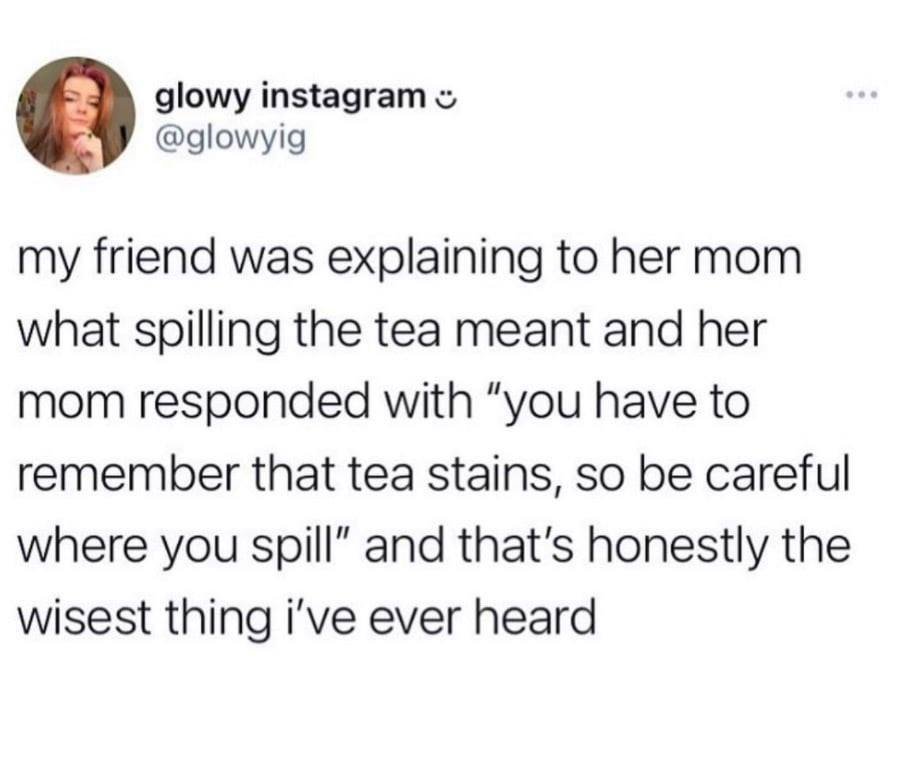 glowy instagram ü
@glowyig
my friend was explaining to her mom
what spilling the tea meant and her
mom responded with "you have to
remember that tea stains, so be careful
where you spill" and that's honestly the
wisest thing i've ever heard